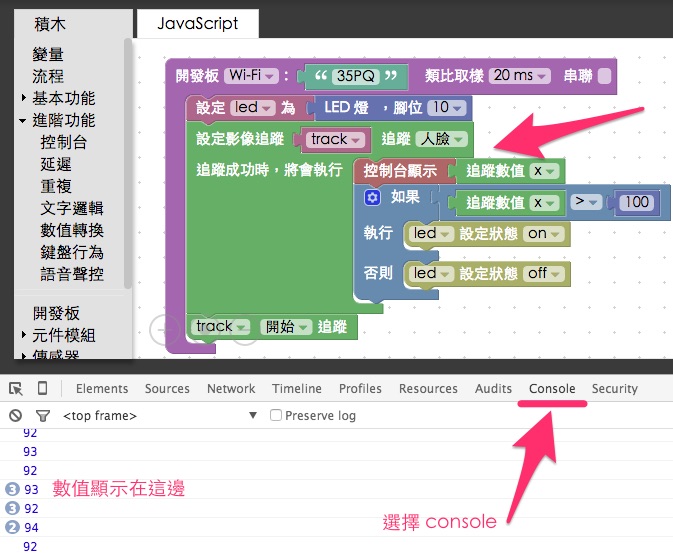 積木
JavaScript
變量
流程
基本功能
進階功能
控制台
延遲
重複
文字邏輯
數值轉換
鍵盤行為
語音聲控
開發板
元件模組
傳感器
開發板 Wi-Fi : “ 35PQ ” 類比取樣 20 ms 串聯
設定 led 為 LED 燈 ,腳位 10
設定影像追蹤 track 追蹤 人臉
追蹤成功時,將會執行 控制台顯示 追蹤數值 x
如果 追蹤數值 x > 100
執行 led 設定狀態 on
否則 led 設定狀態 off
track 開始 追蹤
Elements Sources Network Timeline Profiles Resources Audits Console Security
<top frame> Preserve log
92
93
92
3 93 數值顯示在這邊
3 92
2 94
92
選擇 console